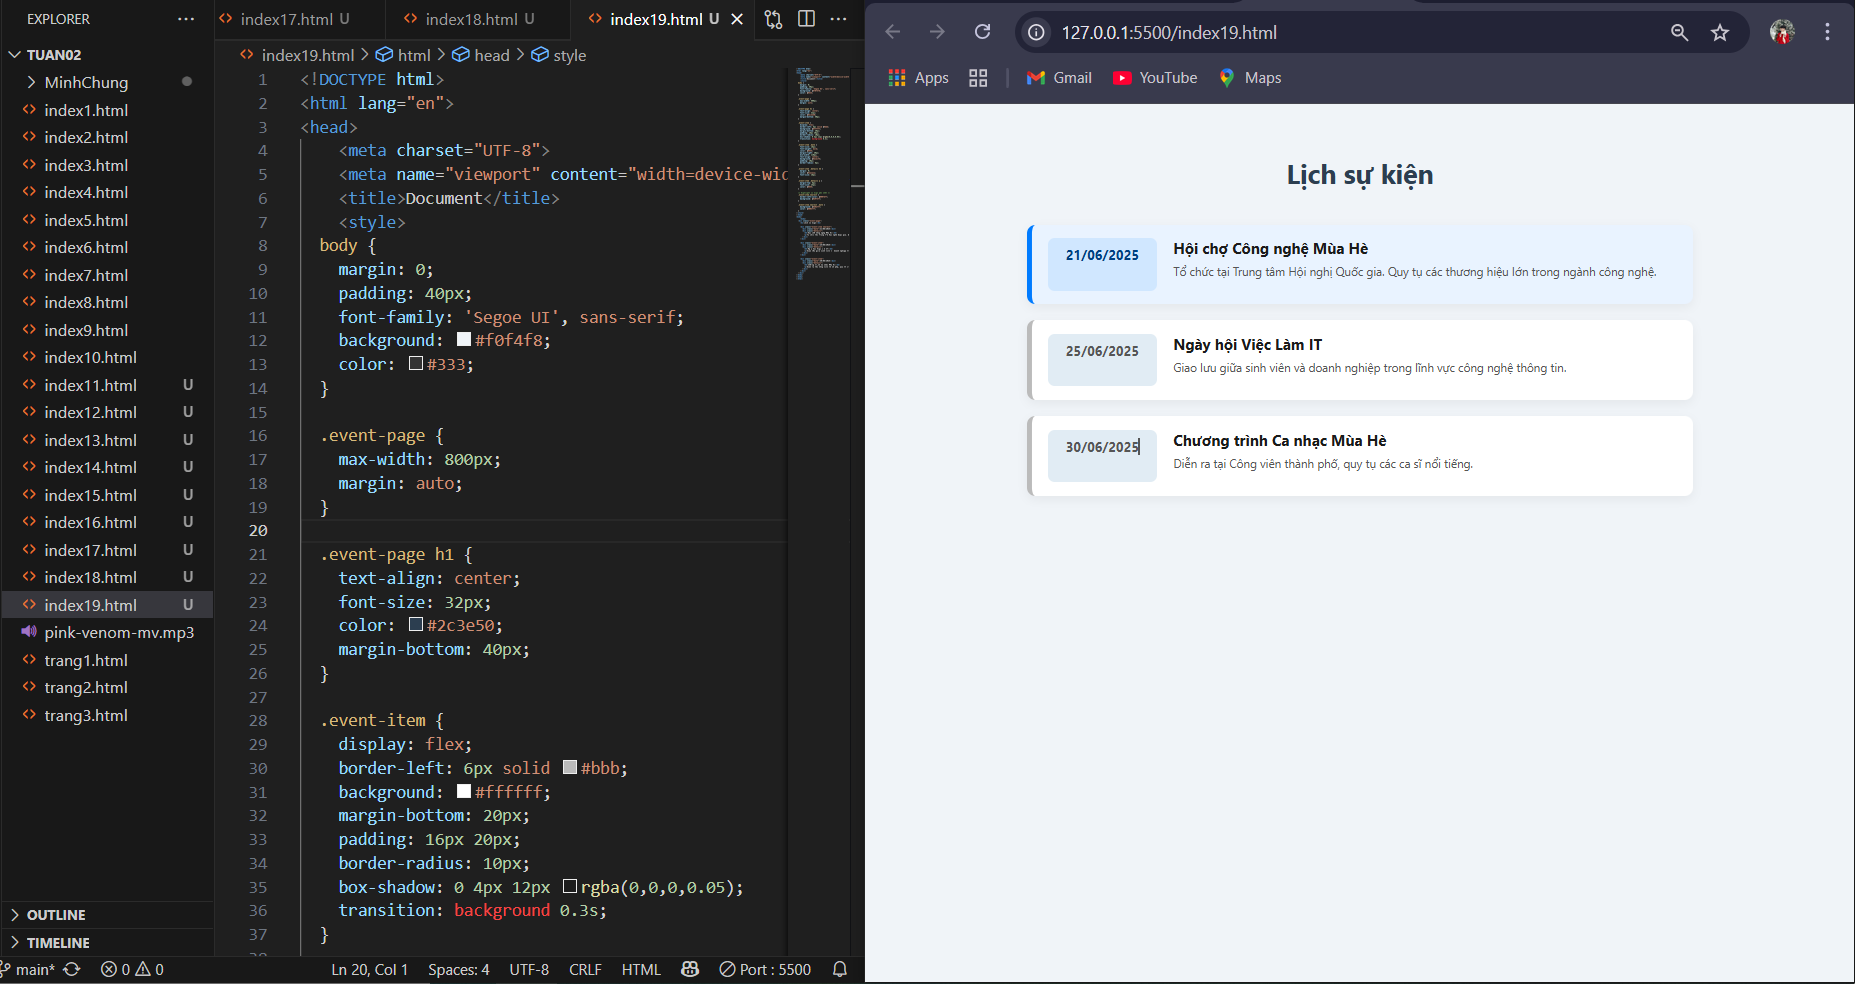 EXPLORER
TUAN02
MinhChung
index1.html
index2.html
index3.html
index4.html
index5.html
index6.html
index7.html
index8.html
index9.html
index10.html
index11.html U
index12.html U
index13.html U
index14.html U
index15.html U
index16.html U
index17.html U
index18.html U
index19.html U
pink-venom-mv.mp3
trang1.html
trang2.html
trang3.html
OUTLINE
TIMELINE
index17.html U
index18.html U
index19.html U
index19.html > html > head > style
1 <!DOCTYPE html>
2 <html lang="en">
3 <head>
4 <meta charset="UTF-8">
5 <meta name="viewport" content="width=device-wid
6 <title>Document</title>
7 <style>
8 body {
9 margin: 0;
10 padding: 40px;
11 font-family: 'Segoe UI', sans-serif;
12 background: #f0f4f8;
13 color: #333;
14 }
15
16 .event-page {
17 max-width: 800px;
18 margin: auto;
19 }
20
21 .event-page h1 {
22 text-align: center;
23 font-size: 32px;
24 color: #2c3e50;
25 margin-bottom: 40px;
26 }
27
28 .event-item {
29 display: flex;
30 border-left: 6px solid #bbb;
31 background: #ffffff;
32 margin-bottom: 20px;
33 padding: 16px 20px;
34 border-radius: 10px;
35 box-shadow: 0 4px 12px rgba(0,0,0,0.05);
36 transition: background 0.3s;
37 }
main* 0 0 Ln 20, Col 1 Spaces: 4 UTF-8 CRLF HTML Port : 5500
127.0.0.1:5500/index19.html
Apps Gmail YouTube Maps
Lịch sự kiện
21/06/2025
Hội chợ Công nghệ Mùa Hè
Tổ chức tại Trung tâm Hội nghị Quốc gia. Quy tụ các thương hiệu lớn trong ngành công nghệ.
25/06/2025
Ngày hội Việc Làm IT
Giao lưu giữa sinh viên và doanh nghiệp trong lĩnh vực công nghệ thông tin.
30/06/2025
Chương trình Ca nhạc Mùa Hè
Diễn ra tại Công viên thành phố, quy tụ các ca sĩ nổi tiếng.